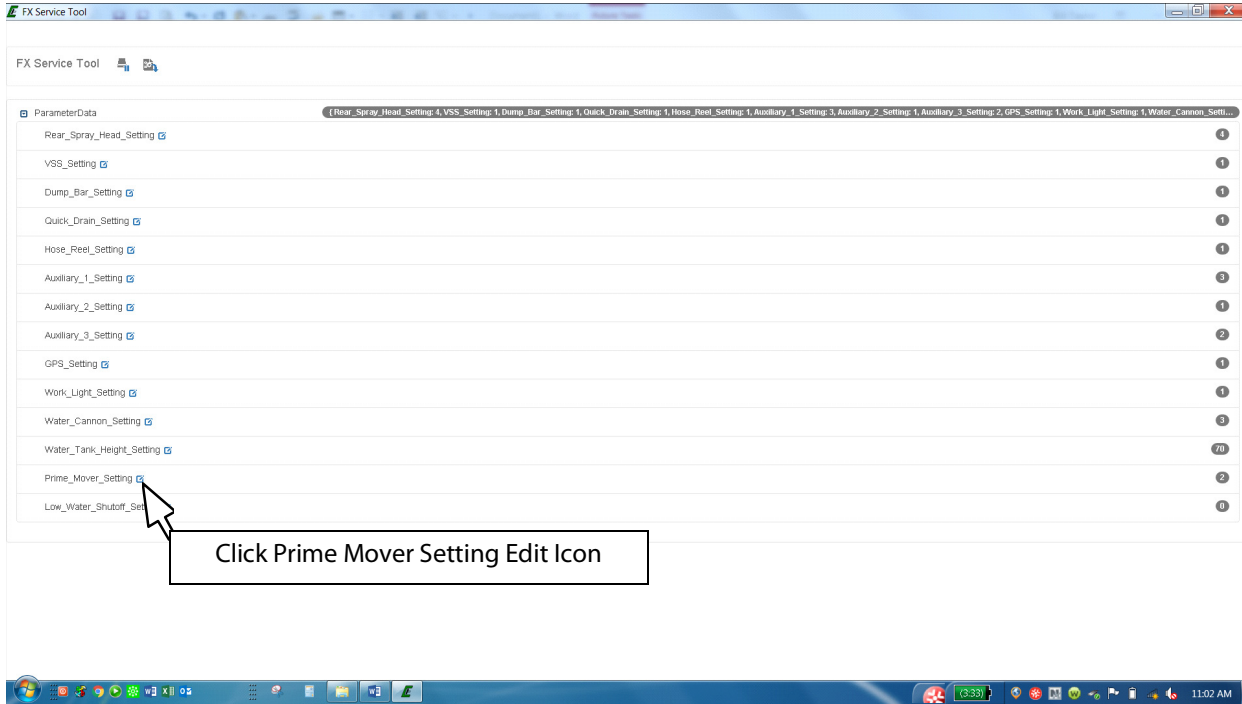 FX Service Tool
FX Service Tool
ParameterData {Rear_Spray_Head_Setting: 4, VSS_Setting: 1, Dump_Bar_Setting: 1, Quick_Drain_Setting: 1, Hose_Reel_Setting: 1, Auxiliary_1_Setting: 3, Auxiliary_2_Setting: 1, Auxiliary_3_Setting: 2, GPS_Setting: 1, Work_Light_Setting: 1, Water_Cannon_Setti...
Rear_Spray_Head_Setting 4
VSS_Setting 1
Dump_Bar_Setting 1
Quick_Drain_Setting 1
Hose_Reel_Setting 1
Auxiliary_1_Setting 3
Auxiliary_2_Setting 1
Auxiliary_3_Setting 2
GPS_Setting 1
Work_Light_Setting 1
Water_Cannon_Setting 3
Water_Tank_Height_Setting 70
Prime_Mover_Setting 2
Low_Water_Shutoff_Set 0
Click Prime Mover Setting Edit Icon
(3:33) 11:02 AM